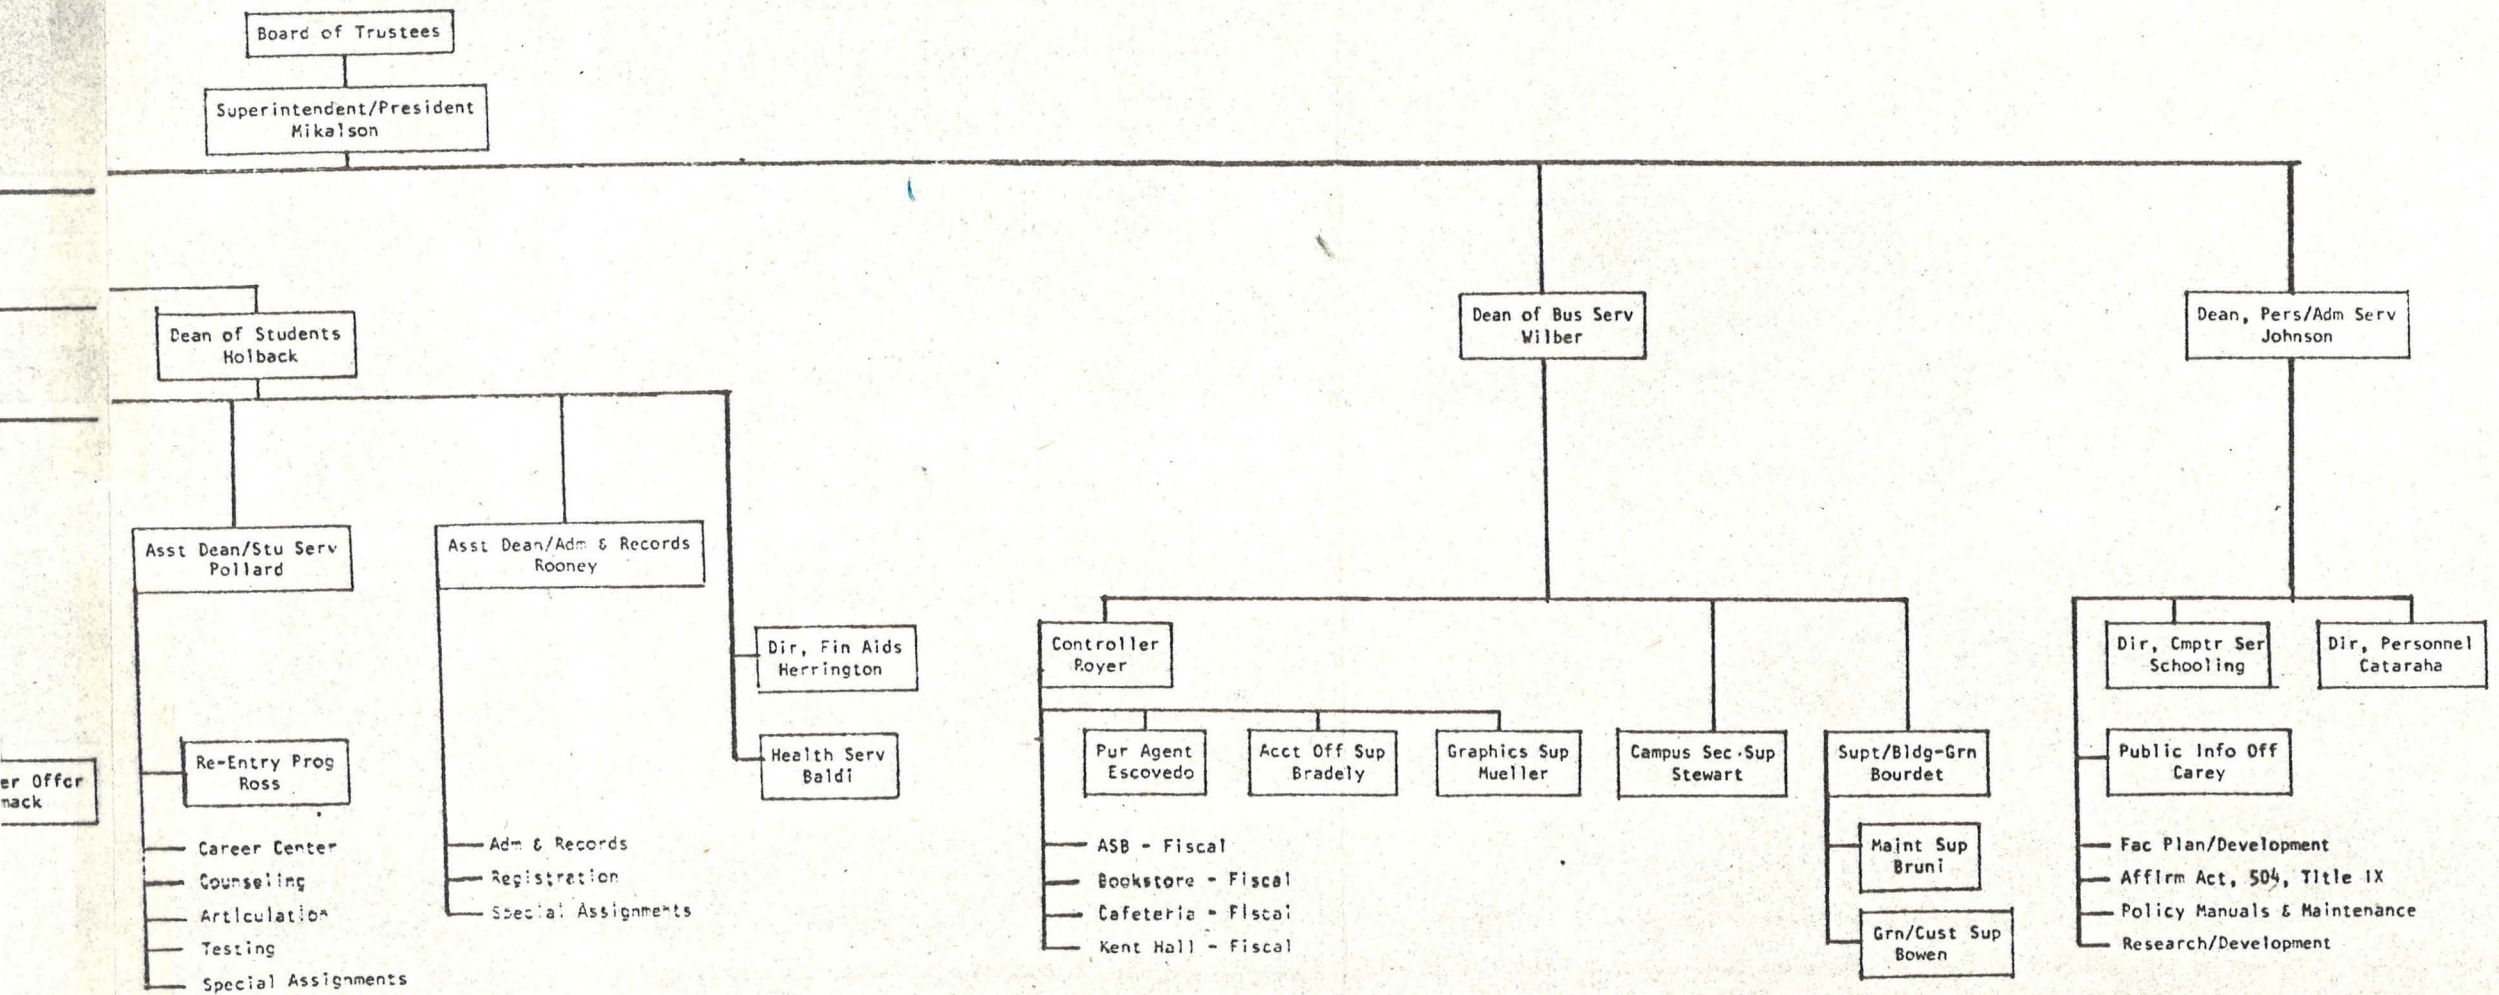 Board of Trustees
Superintendent/President
Mikalson
Dean of Students
Holback
Dean of Bus Serv
Wilber
Dean, Pers/Adm Serv
Johnson
Asst Dean/Stu Serv
Pollard
Asst Dean/Adm & Records
Rooney
Dir, Fin Aids
Herrington
Controller
Royer
Dir, Cmptr Ser
Schooling
Dir, Personnel
Cataraha
er Offcr
mack
Re-Entry Prog
Ross
Health Serv
Baldi
Pur Agent
Escovedo
Acct Off Sup
Bradely
Graphics Sup
Mueller
Campus Sec Sup
Stewart
Supt/Bldg-Grn
Bourdet
Public Info Off
Carey
Maint Sup
Bruni
Grn/Cust Sup
Bowen
Career Center
Counseling
Articulation
Testing
Special Assignments
Adm & Records
Registration
Special Assignments
ASB - Fiscal
Bookstore - Fiscal
Cafeteria - Fiscal
Kent Hall - Fiscal
Fac Plan/Development
Affirm Act, 504, Title IX
Policy Manuals & Maintenance
Research/Development